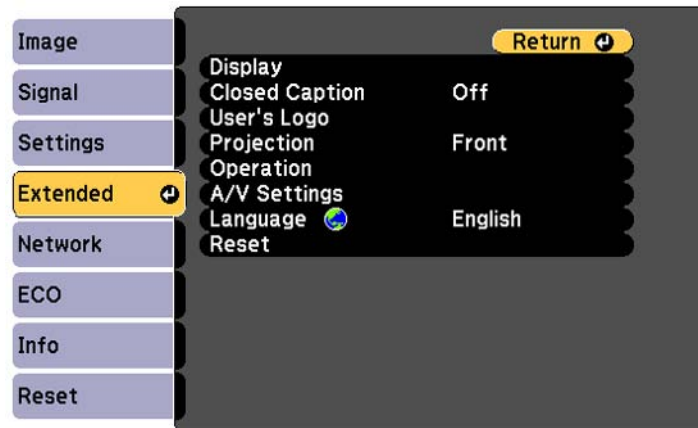 Image
Signal
Settings
Extended
Network
ECO
Info
Reset
Return
Display
Closed Caption Off
User's Logo
Projection Front
Operation
A/V Settings
Language English
Reset